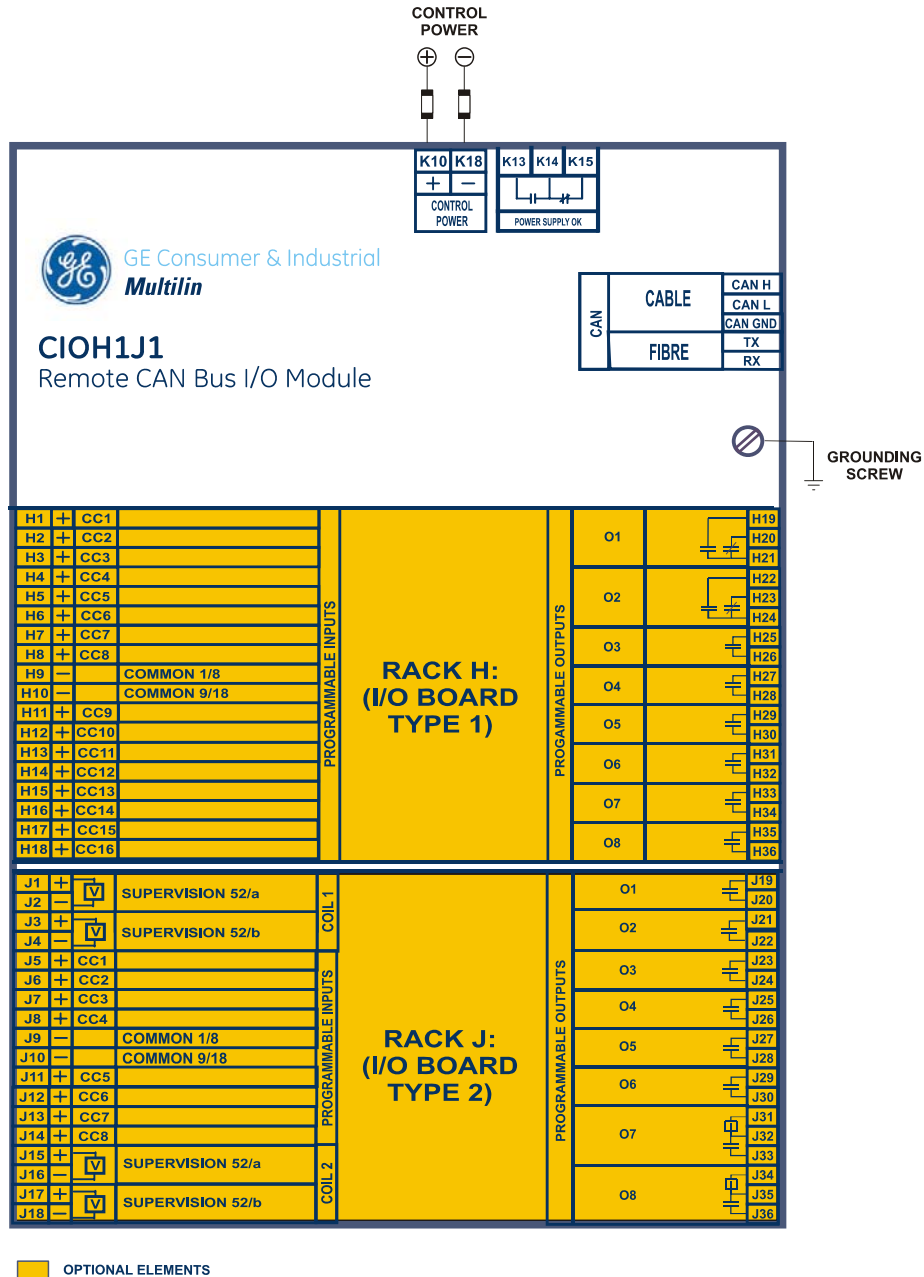 CONTROL
POWER
K10 K18
+ −
CONTROL
POWER
K13 K14 K15
POWER SUPPLY OK
GE Consumer & Industrial
Multilin
CIOH1J1
Remote CAN Bus I/O Module
CAN
CABLE
FIBRE
CAN H
CAN L
CAN GND
TX
RX
GROUNDING
SCREW
H1 + CC1
H2 + CC2
H3 + CC3
H4 + CC4
H5 + CC5
H6 + CC6
H7 + CC7
H8 + CC8
H9 − COMMON 1/8
H10 − COMMON 9/18
H11 + CC9
H12 + CC10
H13 + CC11
H14 + CC12
H15 + CC13
H16 + CC14
H17 + CC15
H18 + CC16
PROGRAMMABLE INPUTS
RACK H:
(I/O BOARD
TYPE 1)
PROGAMMABLE OUTPUTS
O1
O2
O3
O4
O5
O6
O7
O8
H19
H20
H21
H22
H23
H24
H25
H26
H27
H28
H29
H30
H31
H32
H33
H34
H35
H36
J1 + V SUPERVISION 52/a
J2 −
J3 + V SUPERVISION 52/b
J4 −
J5 + CC1
J6 + CC2
J7 + CC3
J8 + CC4
J9 − COMMON 1/8
J10 − COMMON 9/18
J11 + CC5
J12 + CC6
J13 + CC7
J14 + CC8
J15 + V SUPERVISION 52/a
J16 −
J17 + V SUPERVISION 52/b
J18 −
COIL 1
PROGRAMMABLE INPUTS
COIL 2
RACK J:
(I/O BOARD
TYPE 2)
PROGRAMMABLE OUTPUTS
O1
O2
O3
O4
O5
O6
O7
O8
J19
J20
J21
J22
J23
J24
J25
J26
J27
J28
J29
J30
J31
J32
J33
J34
J35
J36
OPTIONAL ELEMENTS